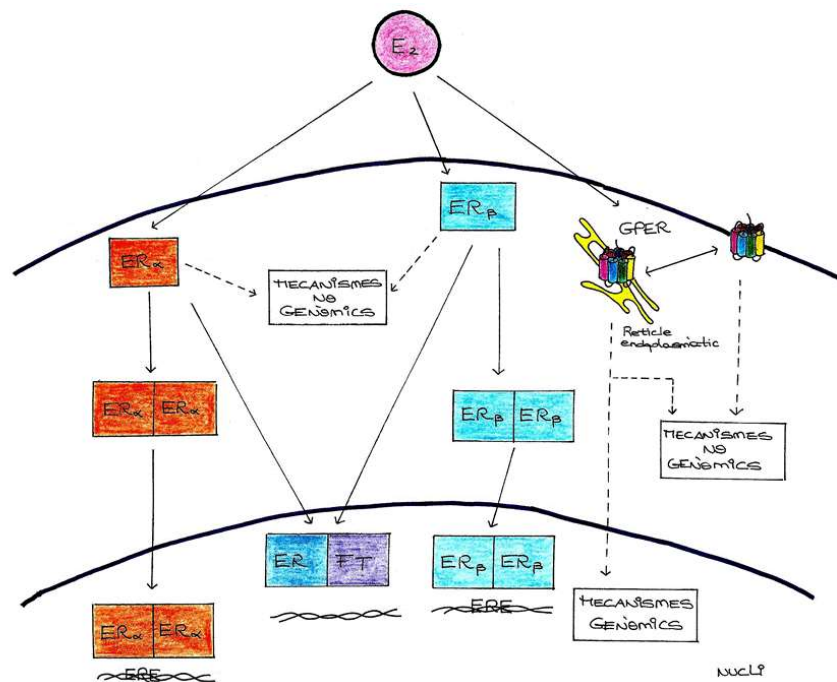 E₂
ERβ
GPER
ERα
MECANISMES
NO
GENÒMICS
Reticle
endoplasmàtic
ERα ERα
ERβ ERβ
MECANISMES
NO
GENÒMICS
ER FT
ERβ ERβ
ERE
MECANISMES
GENÒMICS
ERα ERα
ERE
NUCLI